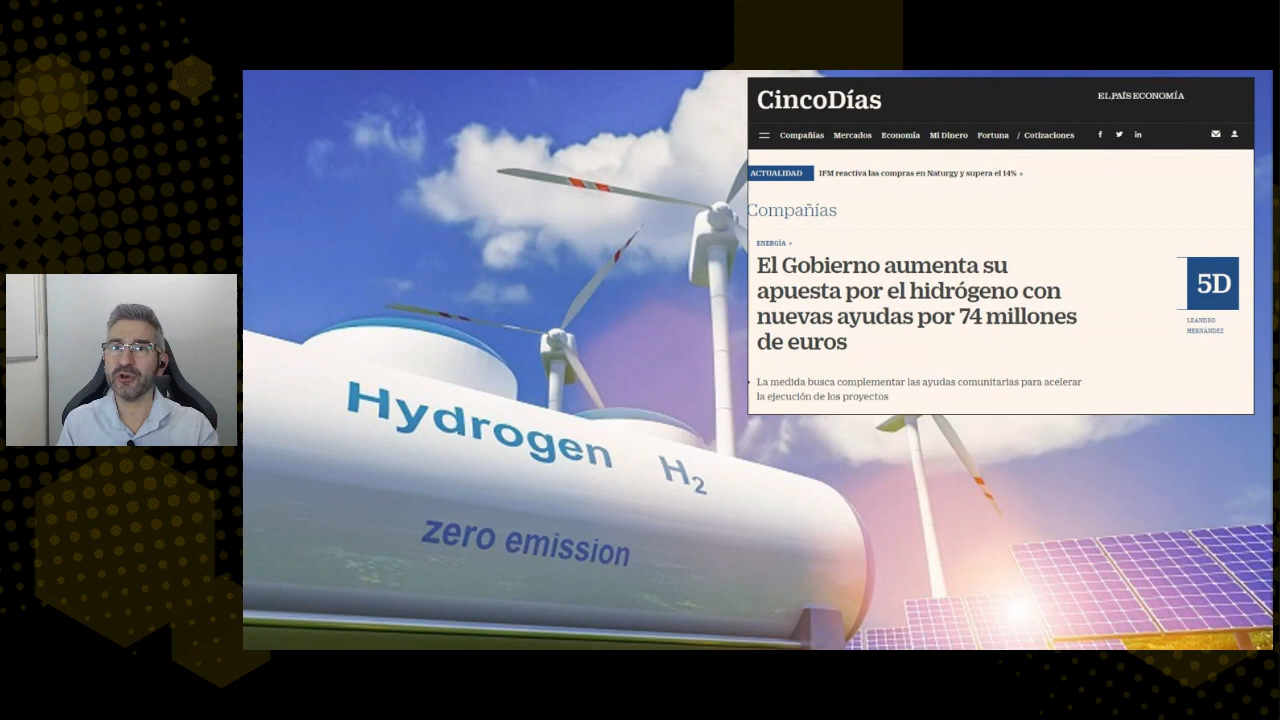 CincoDías
EL PAÍS ECONOMÍA
Compañías Mercados Economía Mi Dinero Fortuna / Cotizaciones
ACTUALIDAD IFM reactiva las compras en Naturgy y supera el 14% >
Compañías
ENERGÍA >
El Gobierno aumenta su
apuesta por el hidrógeno con
nuevas ayudas por 74 millones
de euros
5D
LEANDRO
HERNÁNDEZ
La medida busca complementar las ayudas comunitarias para acelerar
la ejecución de los proyectos
Hydrogen H₂
zero emission